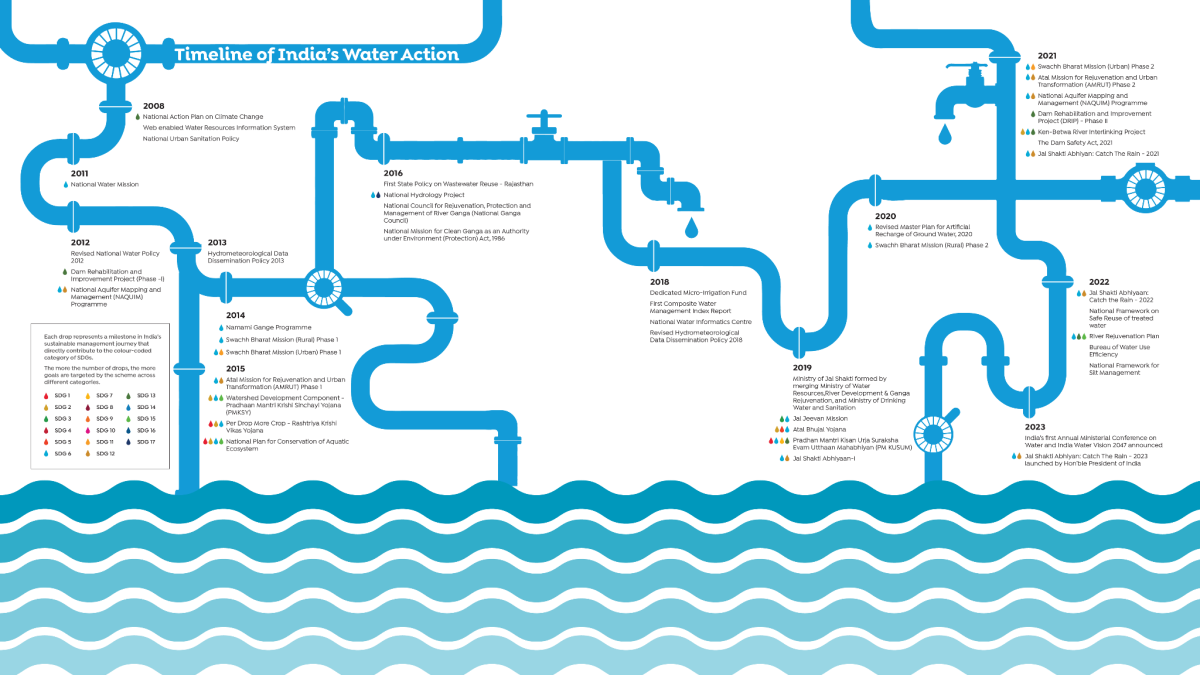 Timeline of India's Water Action
2008
National Action Plan on Climate Change
Web enabled Water Resources Information System
National Urban Sanitation Policy
2011
National Water Mission
2012
Revised National Water Policy
2012
Dam Rehabilitation and
Improvement Project (Phase -I)
National Aquifer Mapping and
Management (NAQUIM)
Programme
2013
Hydrometeorological Data
Dissemination Policy 2013
2014
Namami Gange Programme
Swachh Bharat Mission (Rural) Phase 1
Swachh Bharat Mission (Urban) Phase 1
2015
Atal Mission for Rejuvenation and Urban
Transformation (AMRUT) Phase 1
Watershed Development Component -
Pradhaan Mantri Krishi Sinchayi Yojana
(PMKSY)
Per Drop More Crop - Rashtriya Krishi
Vikas Yojana
National Plan for Conservation of Aquatic
Ecosystem
Each drop represents a milestone in India's
sustainable management journey that
directly contribute to the colour-coded
category of SDGs.
The more the number of drops, the more
goals are targeted by the scheme across
different categories.
SDG 1
SDG 2
SDG 3
SDG 4
SDG 5
SDG 6
SDG 7
SDG 8
SDG 9
SDG 10
SDG 11
SDG 12
SDG 13
SDG 14
SDG 15
SDG 16
SDG 17
2016
First State Policy on Wastewater Reuse - Rajasthan
National Hydrology Project
National Council for Rejuvenation, Protection and
Management of River Ganga (National Ganga
Council)
National Mission for Clean Ganga as an Authority
under Environment (Protection) Act, 1986
2018
Dedicated Micro-Irrigation Fund
First Composite Water
Management Index Report
National Water Informatics Centre
Revised Hydrometeorological
Data Dissemination Policy 2018
2019
Ministry of Jal Shakti formed by
merging Ministry of Water
Resources,River Development & Ganga
Rejuvenation, and Ministry of Drinking
Water and Sanitation
Jal Jeevan Mission
Atal Bhujal Yojana
Pradhan Mantri Kisan Urja Suraksha
Evam Utthaan Mahabhiyan (PM KUSUM)
Jal Shakti Abhiyaan-I
2020
Revised Master Plan for Artificial
Recharge of Ground Water, 2020
Swachh Bharat Mission (Rural) Phase 2
2021
Swachh Bharat Mission (Urban) Phase 2
Atal Mission for Rejuvenation and Urban
Transformation (AMRUT) Phase 2
National Aquifer Mapping and
Management (NAQUIM) Programme
Dam Rehabilitation and Improvement
Project (DRIP) - Phase II
Ken-Betwa River Interlinking Project
The Dam Safety Act, 2021
Jal Shakti Abhiyan: Catch The Rain - 2021
2022
Jal Shakti Abhiyaan:
Catch the Rain - 2022
National Framework on
Safe Reuse of treated
water
River Rejuvenation Plan
Bureau of Water Use
Efficiency
National Framework for
Silt Management
2023
India's first Annual Ministerial Conference on
Water and India Water Vision 2047 announced
Jal Shakti Abhiyan: Catch The Rain - 2023
launched by Hon'ble President of India